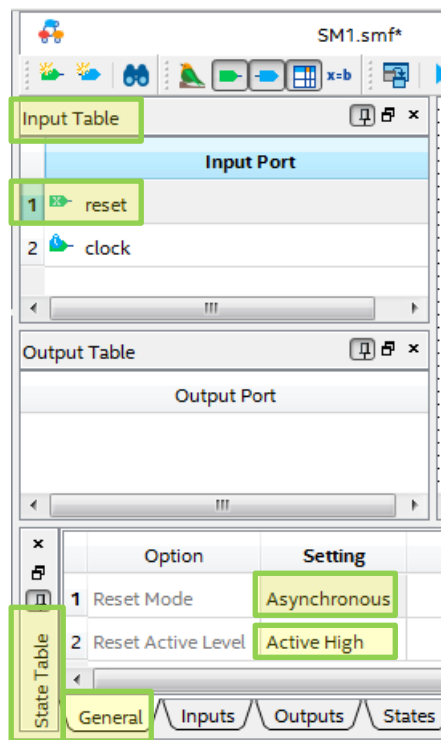 SM1.smf*
x=b
Input Table
Input Port
1 reset
2 clock
Output Table
Output Port
Option Setting
1 Reset Mode Asynchronous
2 Reset Active Level Active High
State Table
General Inputs Outputs States